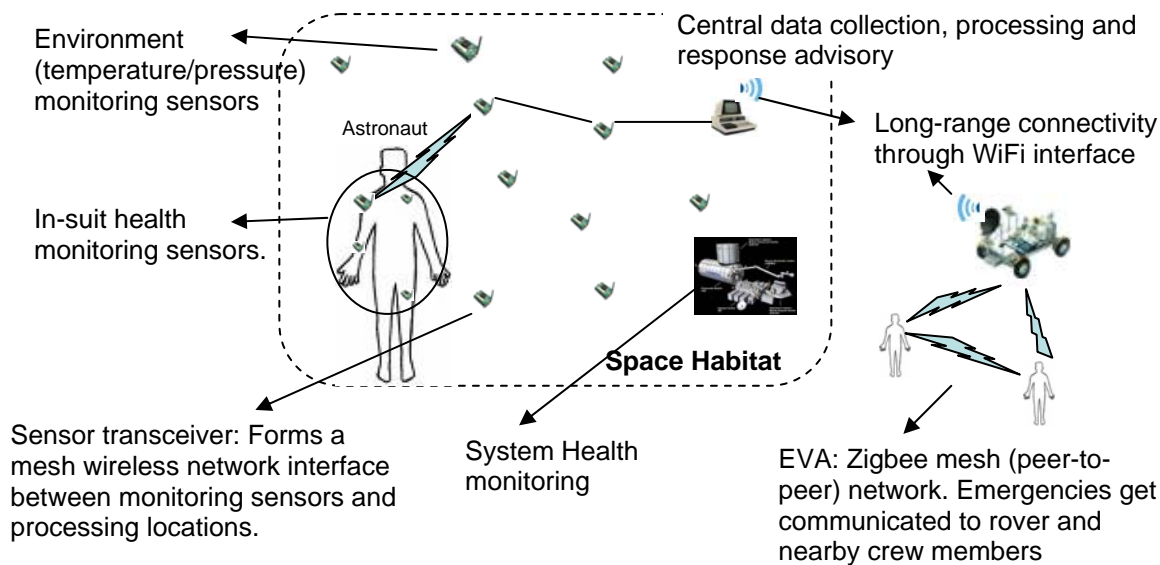 Environment
(temperature/pressure)
monitoring sensors
Central data collection, processing and
response advisory
Astronaut
Long-range connectivity
through WiFi interface
In-suit health
monitoring sensors.
Space Habitat
Sensor transceiver: Forms a
mesh wireless network interface
between monitoring sensors and
processing locations.
System Health
monitoring
EVA: Zigbee mesh (peer-to-
peer) network. Emergencies get
communicated to rover and
nearby crew members